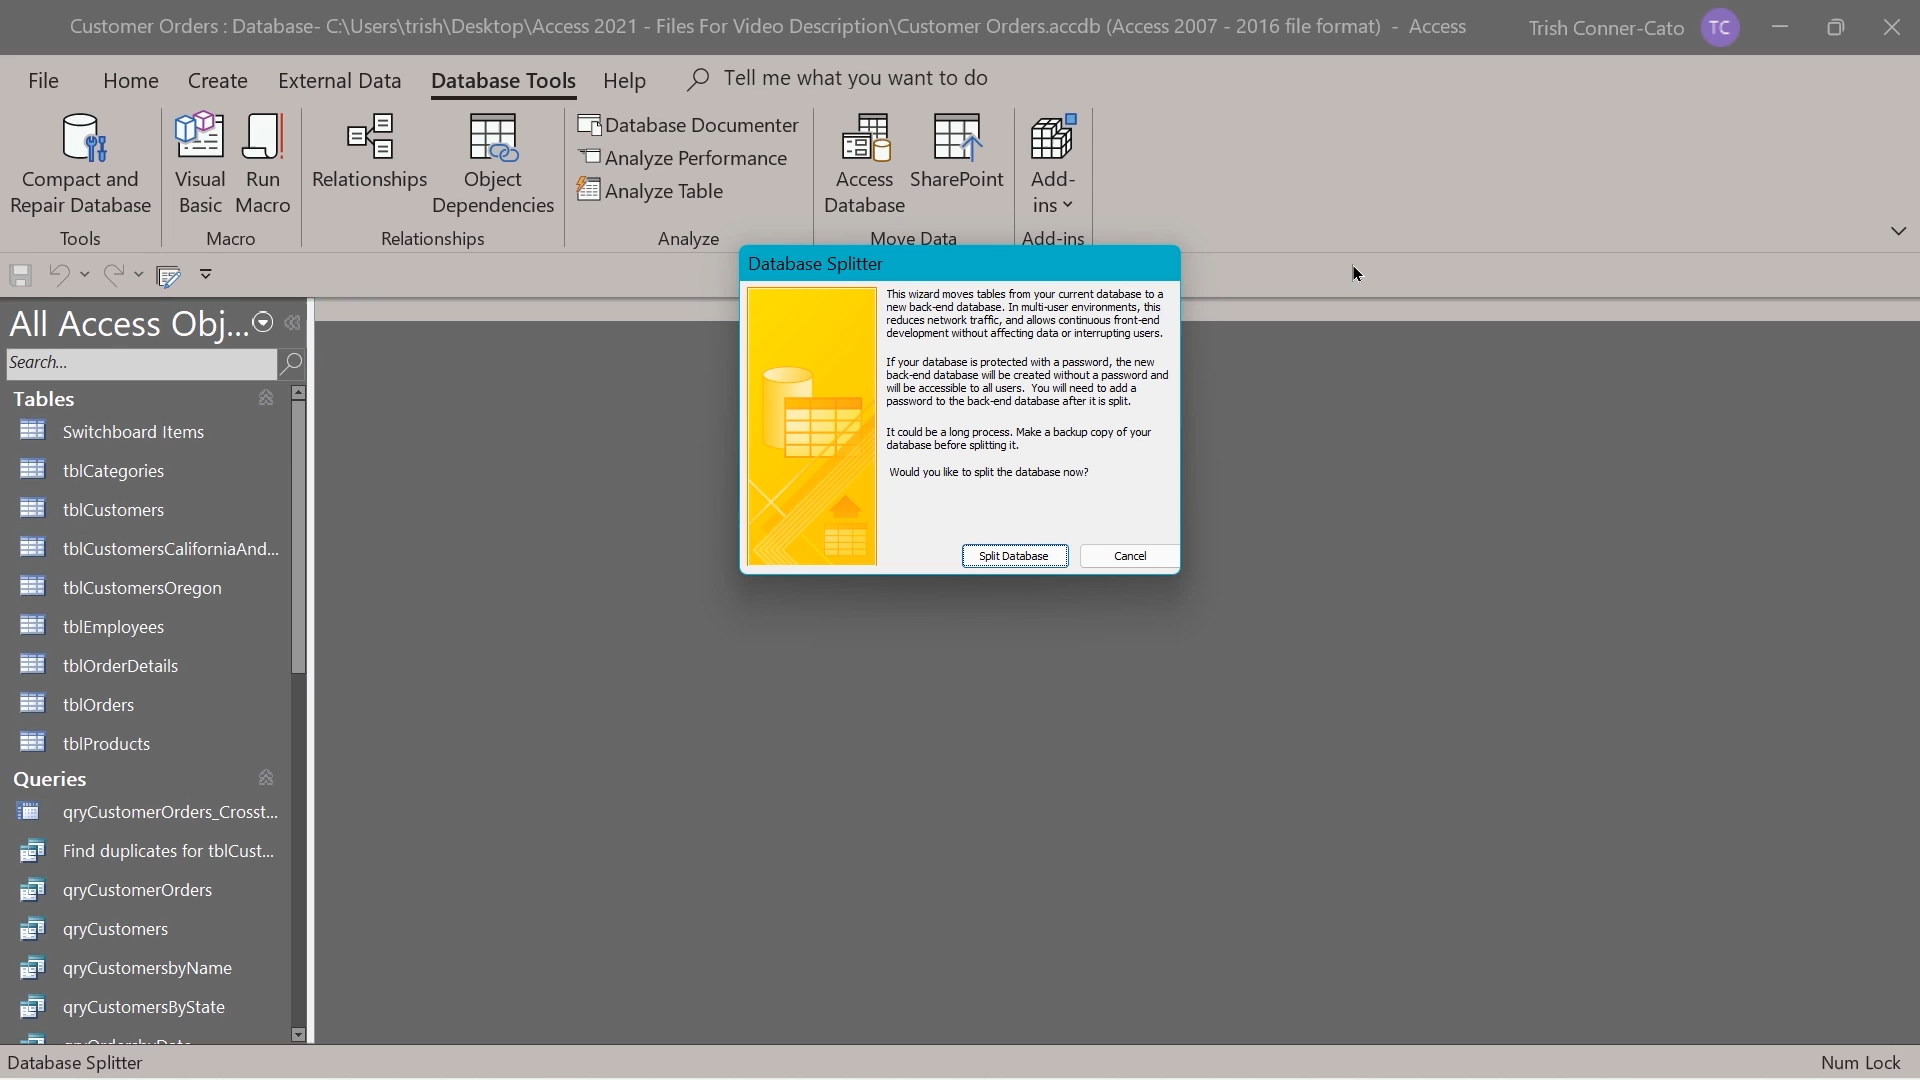 Customer Orders : Database- C:\Users\trish\Desktop\Access 2021 - Files For Video Description\Customer Orders.accdb (Access 2007 - 2016 file format) - Access
Trish Conner-Cato
TC
File
Home
Create
External Data
Database Tools
Help
Tell me what you want to do
Compact and
Repair Database
Tools
Visual
Basic
Run
Macro
Macro
Relationships
Object
Dependencies
Relationships
Database Documenter
Analyze Performance
Analyze Table
Analyze
Access
Database
SharePoint
Move Data
Add-
ins
Add-ins
All Access Obj...
Search...
Tables
Switchboard Items
tblCategories
tblCustomers
tblCustomersCaliforniaAnd...
tblCustomersOregon
tblEmployees
tblOrderDetails
tblOrders
tblProducts
Queries
qryCustomerOrders_Crosst...
Find duplicates for tblCust...
qryCustomerOrders
qryCustomers
qryCustomersbyName
qryCustomersByState
Database Splitter
This wizard moves tables from your current database to a
new back-end database. In multi-user environments, this
reduces network traffic, and allows continuous front-end
development without affecting data or interrupting users.
If your database is protected with a password, the new
back-end database will be created without a password and
will be accessible to all users. You will need to add a
password to the back-end database after it is split.
It could be a long process. Make a backup copy of your
database before splitting it.
Would you like to split the database now?
Split Database
Cancel
Database Splitter
Num Lock